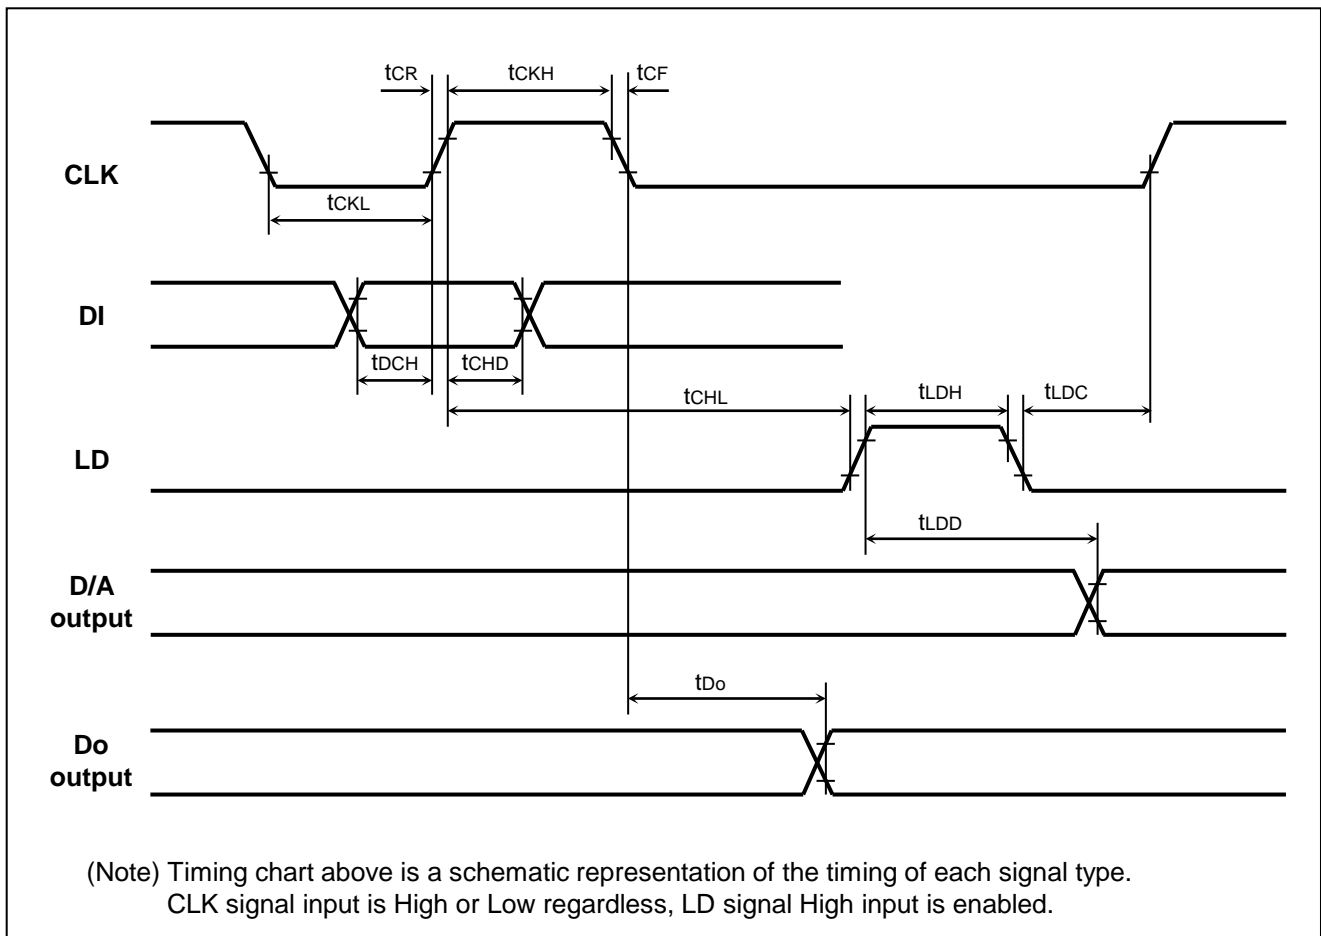 tCR tCKH tCF
CLK
tCKL
DI
tDCH tCHD
tCHL tLDH tLDC
LD
tLDD
D/A
output
tDo
Do
output
(Note) Timing chart above is a schematic representation of the timing of each signal type.
CLK signal input is High or Low regardless, LD signal High input is enabled.